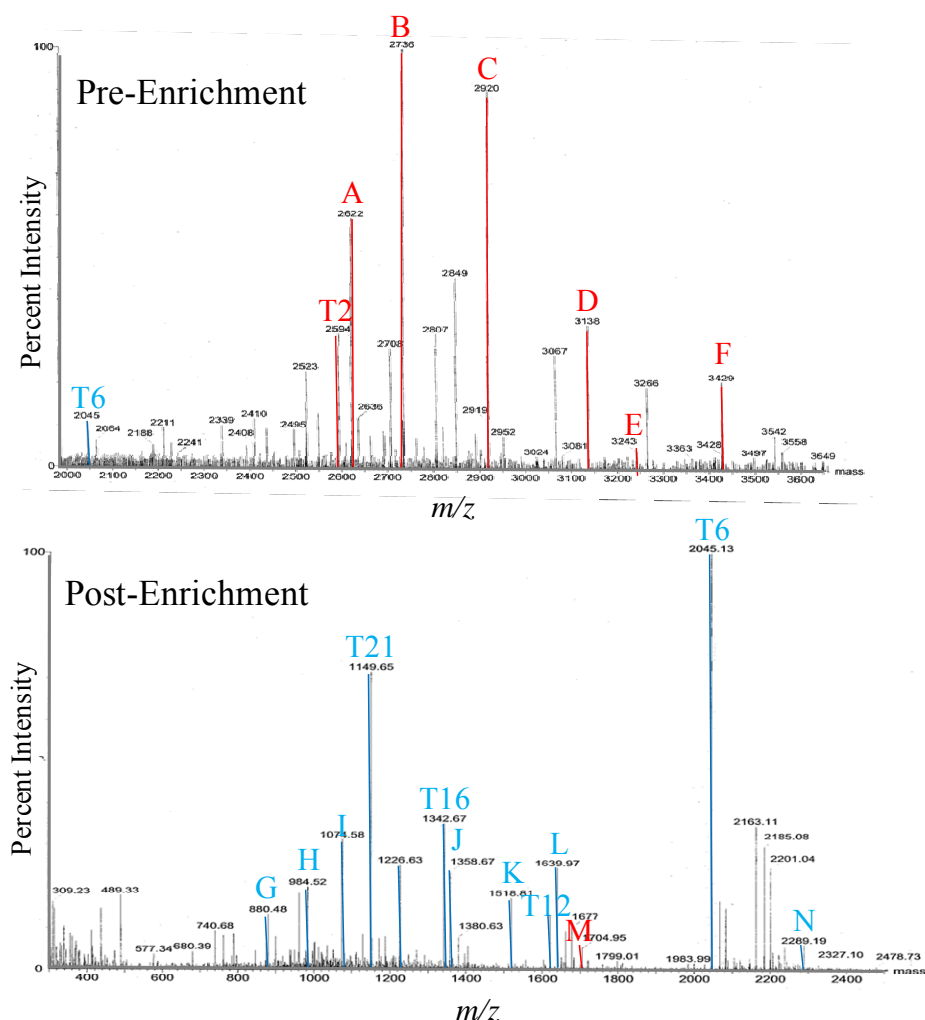 B
2736
100
C
Pre-Enrichment
2920
A
2622
Percent Intensity
2849
T2
D
2594
2807
3138
2708
F
3067
T6
2523
3429
3266
2045
2636
2919
E
2211
2339
2410
2064
2188
2408
2495
2952
3243
3542
2241
3024
3081
3363
3428
3497
3558
3649
0
mass
2000 2100 2200 2300 2400 2500 2600 2700 2800 2900 3000 3100 3200 3300 3400 3500 3600
m/z
T6
100
2045.13
Post-Enrichment
T21
1149.65
Percent Intensity
T16
1342.67
I
1074.58
J
L
2163.11
2185.08
H
1226.63
1358.67
1639.97
2201.04
G
984.52
K
309.23
489.33
880.48
1518.81
T12
1677
M
N
740.68
1380.63
1704.95
577.34
680.39
1799.01
1983.99
2289.19
2327.10
2478.73
0
mass
400 600 800 1000 1200 1400 1600 1800 2000 2200 2400
m/z